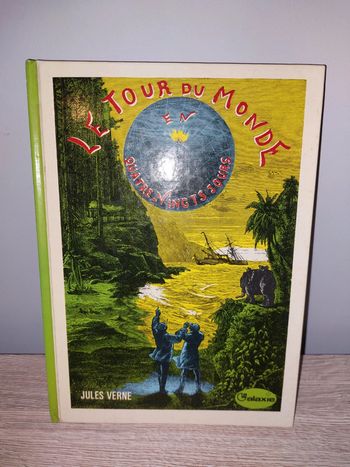 LE TOUR DU MONDE
EN
QUATRE-VINGTS JOURS
JULES VERNE
Galaxie